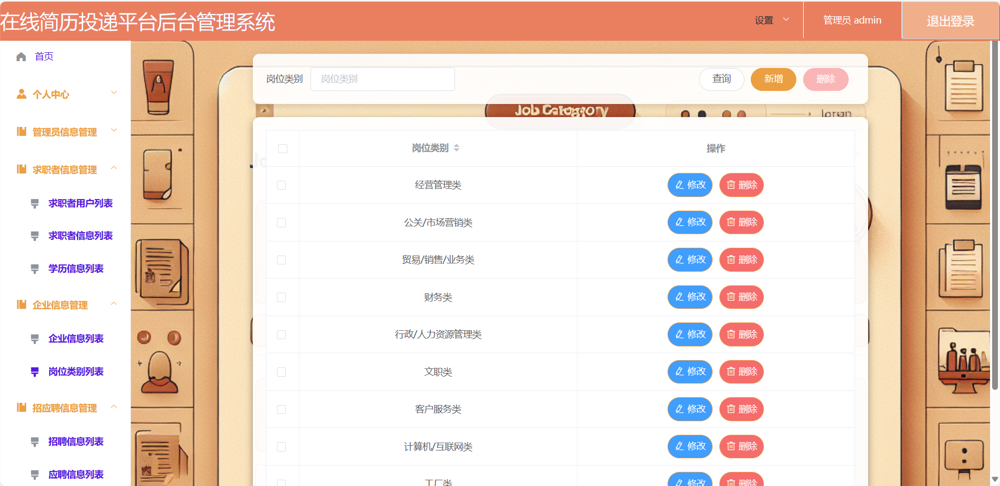 在线简历投递平台后台管理系统
设置
管理员 admin
退出登录
首页
个人中心
管理员信息管理
求职者信息管理
求职者用户列表
求职者信息列表
学历信息列表
企业信息管理
企业信息列表
岗位类别列表
招应聘信息管理
招聘信息列表
应聘信息列表
岗位类别 岗位类别
查询 新增 删除
Job Catoggory
loren
岗位类别 操作
经营管理类 修改 删除
公关/市场营销类 修改 删除
贸易/销售/业务类 修改 删除
财务类 修改 删除
行政/人力资源管理类 修改 删除
文职类 修改 删除
客户服务类 修改 删除
计算机/互联网类 修改 删除
工厂类 修改 删除